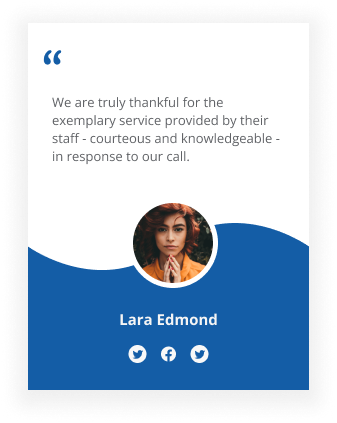 “
We are truly thankful for the
exemplary service provided by their
staff - courteous and knowledgeable -
in response to our call.
Lara Edmond